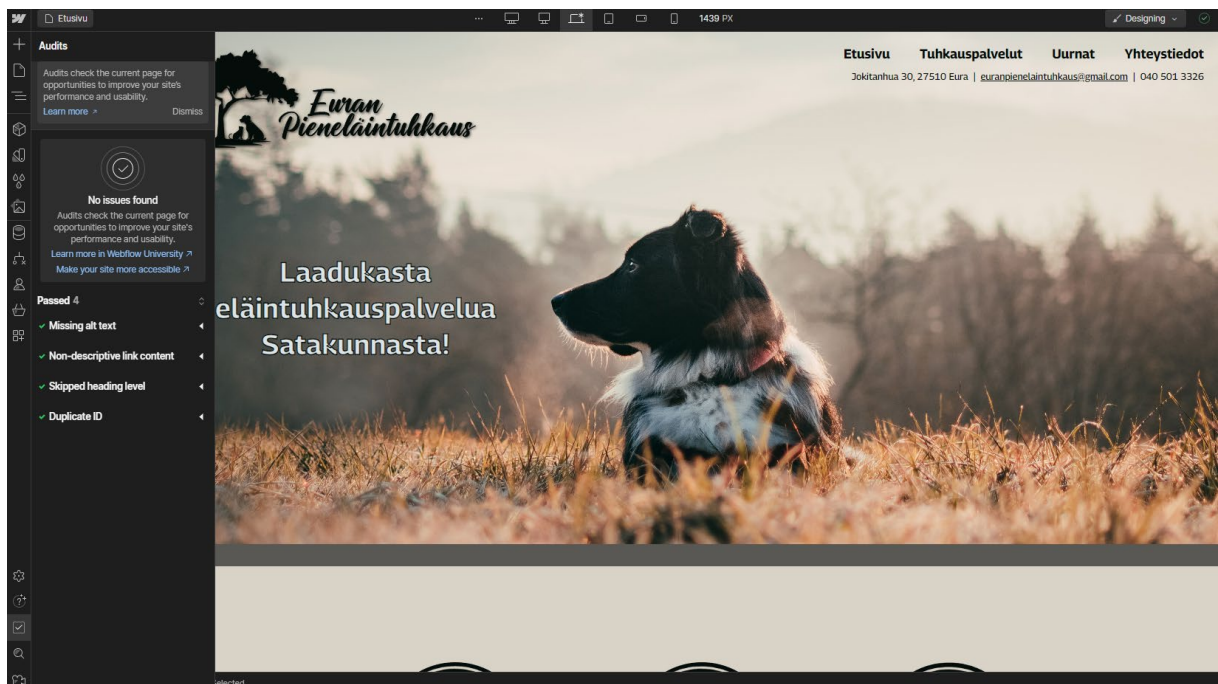 Etusivu
...
1439 PX
Designing
Audits
Audits check the current page for
opportunities to improve your site's
performance and usability.
Learn more ↗
Dismiss
No issues found
Audits check the current page for
opportunities to improve your site's
performance and usability.
Learn more in Webflow University ↗
Make your site more accessible ↗
Passed 4
Missing alt text
Non-descriptive link content
Skipped heading level
Duplicate ID
Euran
Pieneläintuhkaus
Etusivu Tuhkauspalvelut Uurnat Yhteystiedot
Jokitanhua 30, 27510 Eura | euranpienelaintuhkaus@gmail.com | 040 501 3326
Laadukasta
eläintuhkauspalvelua
Satakunnasta!